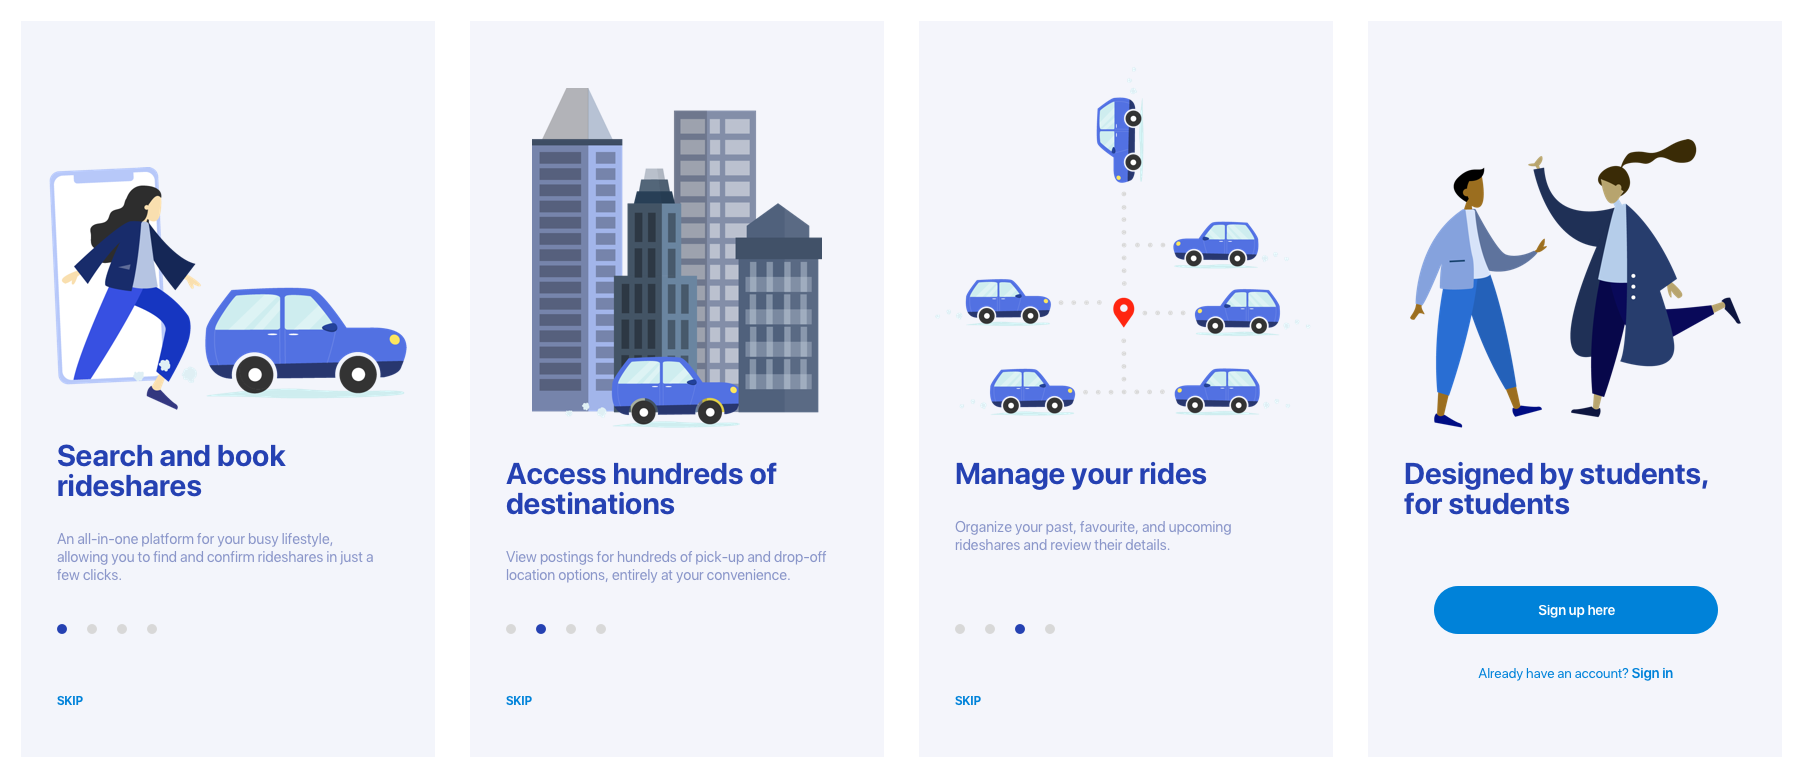 Search and book
rideshares
An all-in-one platform for your busy lifestyle,
allowing you to find and confirm rideshares in just a
few clicks.
SKIP
Access hundreds of
destinations
View postings for hundreds of pick-up and drop-off
location options, entirely at your convenience.
SKIP
Manage your rides
Organize your past, favourite, and upcoming
rideshares and review their details.
SKIP
Designed by students,
for students
Sign up here
Already have an account? Sign in